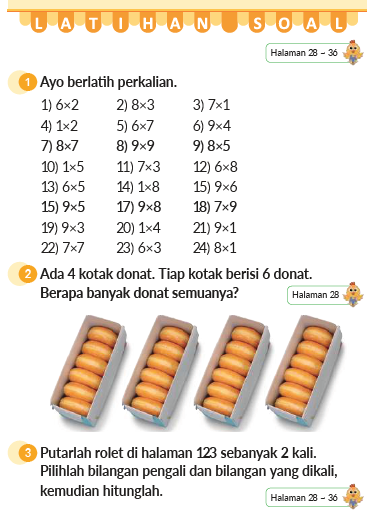 LATIHAN SOAL
Halaman 28 ~ 36
1 Ayo berlatih perkalian.
1) 6×2 2) 8×3 3) 7×1
4) 1×2 5) 6×7 6) 9×4
7) 8×7 8) 9×9 9) 8×5
10) 1×5 11) 7×3 12) 6×8
13) 6×5 14) 1×8 15) 9×6
15) 9×5 17) 9×8 18) 7×9
19) 9×3 20) 1×4 21) 9×1
22) 7×7 23) 6×3 24) 8×1
2 Ada 4 kotak donat. Tiap kotak berisi 6 donat.
Berapa banyak donat semuanya?
Halaman 28
3 Putarlah rolet di halaman 123 sebanyak 2 kali.
Pilihlah bilangan pengali dan bilangan yang dikali,
kemudian hitunglah.
Halaman 28 ~ 36